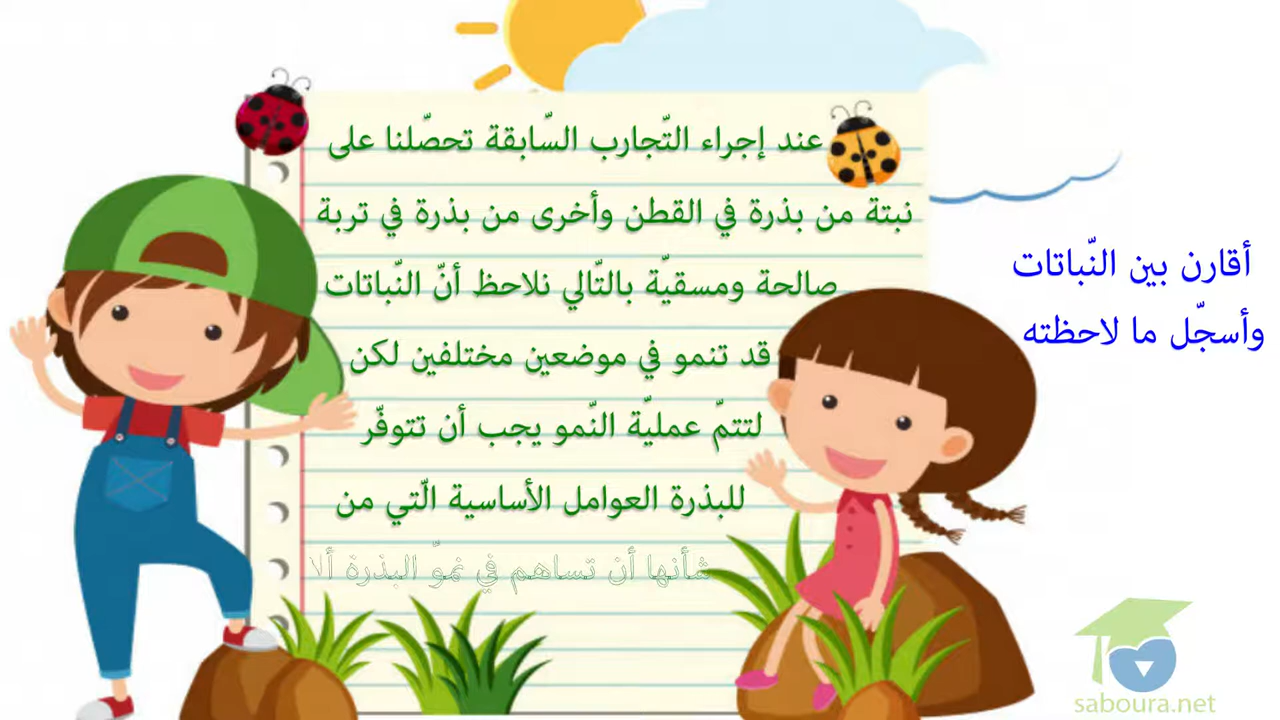 عند إجراء التّجارب السّابقة تحصّلنا على
نبتة من بذرة في القطن وأخرى من بذرة في تربة
صالحة ومسقيّة بالتّالي نلاحظ أنّ النّباتات
قد تنمو في موضعين مختلفين لكن
لتتمّ عمليّة النّمو يجب أن تتوفّر
للبذرة العوامل الأساسية الّتي من
شأنها أن تساهم في نموّ البذرة ألا
أقارن بين النّباتات
وأسجّل ما لاحظته
saboura.net